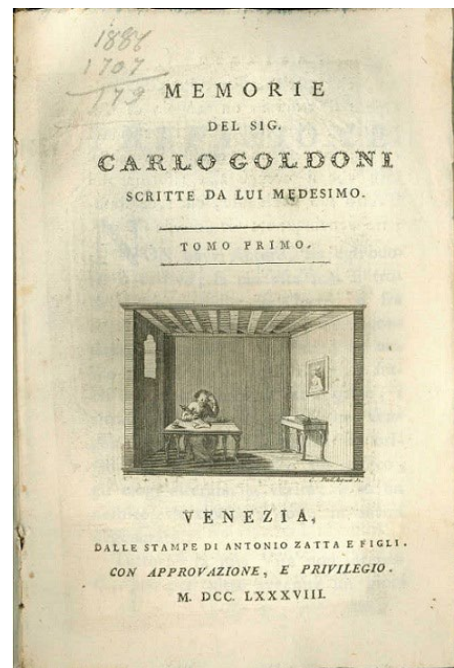 1886
1707
179
MEMORIE
DEL SIG.
CARLO GOLDONI
SCRITTE DA LUI MEDESIMO.
TOMO PRIMO.
VENEZIA,
DALLE STAMPE DI ANTONIO ZATTA E FIGLI.
CON APPROVAZIONE, E PRIVILEGIO.
M. DCC. LXXXVIII.